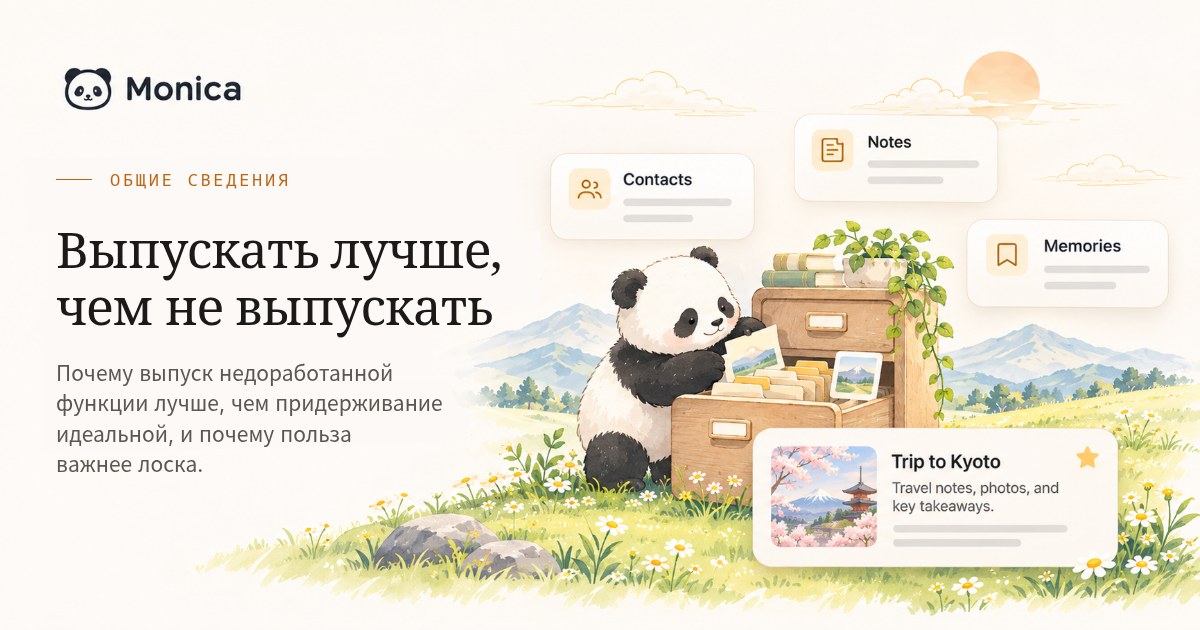 Monica
ОБЩИЕ СВЕДЕНИЯ
Выпускать лучше,
чем не выпускать
Почему выпуск недоработанной
функции лучше, чем придерживание
идеальной, и почему польза
важнее лоска.
Contacts
Notes
Memories
Trip to Kyoto
Travel notes, photos, and
key takeaways.